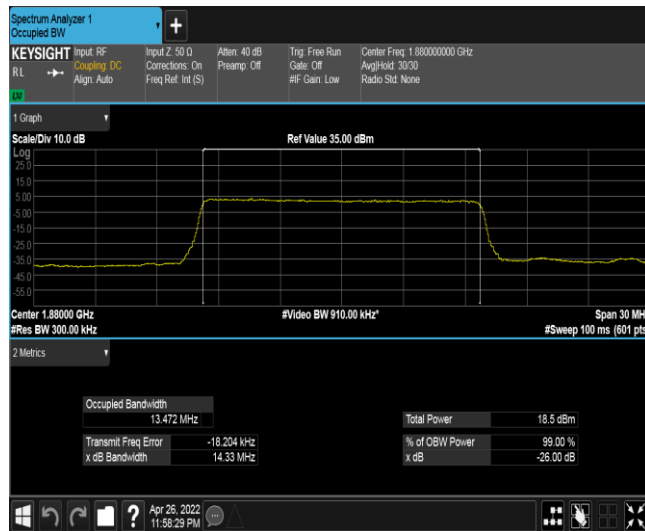 Spectrum Analyzer 1
Occupied BW
+
KEYSIGHT
RL
Input: RF
Coupling: DC
Align: Auto
Input Z: 50 Ω
Corrections: On
Freq Ref: Int (S)
Atten: 40 dB
Preamp: Off
Trig: Free Run
Gate: Off
#IF Gain: Low
Center Freq: 1.880000000 GHz
Avg|Hold: 30/30
Radio Std: None
1 Graph
Scale/Div 10.0 dB
Ref Value 35.00 dBm
Log
25.0
15.0
5.00
-5.00
-15.0
-25.0
-35.0
-45.0
-55.0
Center 1.88000 GHz
#Video BW 910.00 kHz*
Span 30 MH
#Res BW 300.00 kHz
#Sweep 100 ms (601 pts
2 Metrics
Occupied Bandwidth
13.472 MHz
Total Power 18.5 dBm
Transmit Freq Error -18.204 kHz
% of OBW Power 99.00 %
x dB Bandwidth 14.33 MHz
x dB -26.00 dB
?
Apr 26, 2022
11:58:29 PM